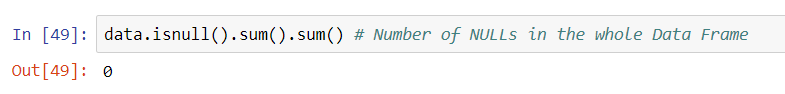 In [49]: data.isnull().sum().sum() # Number of NULLs in the whole Data Frame
Out[49]: 0